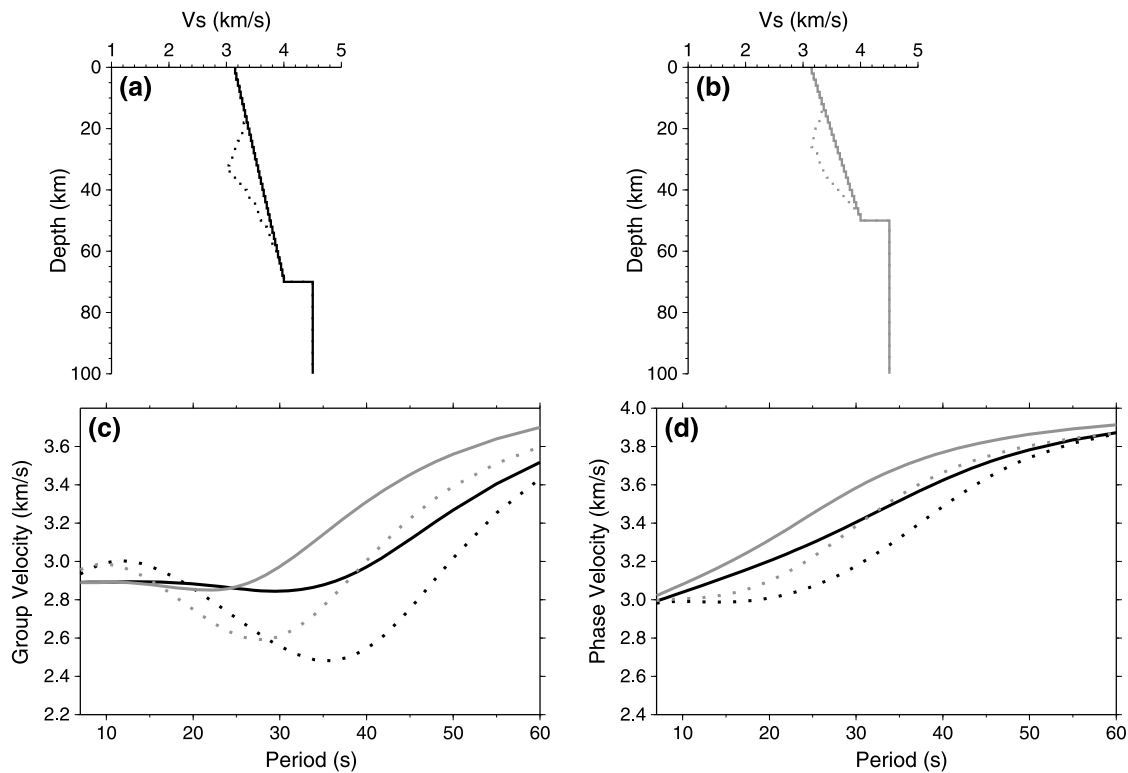 Vs (km/s)
1 2 3 4 5
0
20
40
60
80
100
Depth (km)
(a)
Vs (km/s)
1 2 3 4 5
0
20
40
60
80
100
Depth (km)
(b)
3.6
3.4
3.2
3.0
2.8
2.6
2.4
2.2
Group Velocity (km/s)
(c)
10 20 30 40 50 60
Period (s)
4.0
3.8
3.6
3.4
3.2
3.0
2.8
2.6
2.4
Phase Velocity (km/s)
(d)
10 20 30 40 50 60
Period (s)